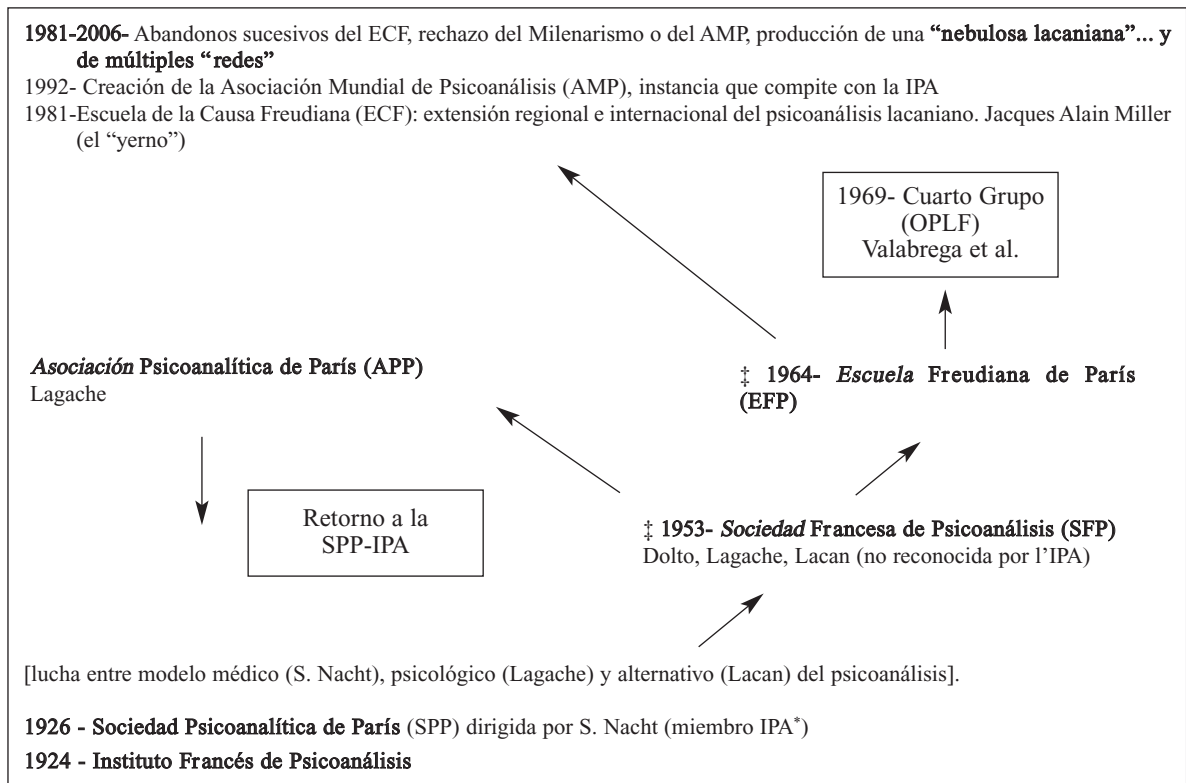 1981-2006- Abandonos sucesivos del ECF, rechazo del Milenarismo o del AMP, producción de una “nebulosa lacaniana”... y
de múltiples “redes”
1992- Creación de la Asociación Mundial de Psicoanálisis (AMP), instancia que compite con la IPA
1981-Escuela de la Causa Freudiana (ECF): extensión regional e internacional del psicoanálisis lacaniano. Jacques Alain Miller
(el “yerno”)
1969- Cuarto Grupo
(OPLF)
Valabrega et al.
Asociación Psicoanalítica de París (APP)
Lagache
‡ 1964- Escuela Freudiana de París
(EFP)
Retorno a la
SPP-IPA
‡ 1953- Sociedad Francesa de Psicoanálisis (SFP)
Dolto, Lagache, Lacan (no reconocida por l’IPA)
[lucha entre modelo médico (S. Nacht), psicológico (Lagache) y alternativo (Lacan) del psicoanálisis].
1926 - Sociedad Psicoanalítica de París (SPP) dirigida por S. Nacht (miembro IPA*)
1924 - Instituto Francés de Psicoanálisis